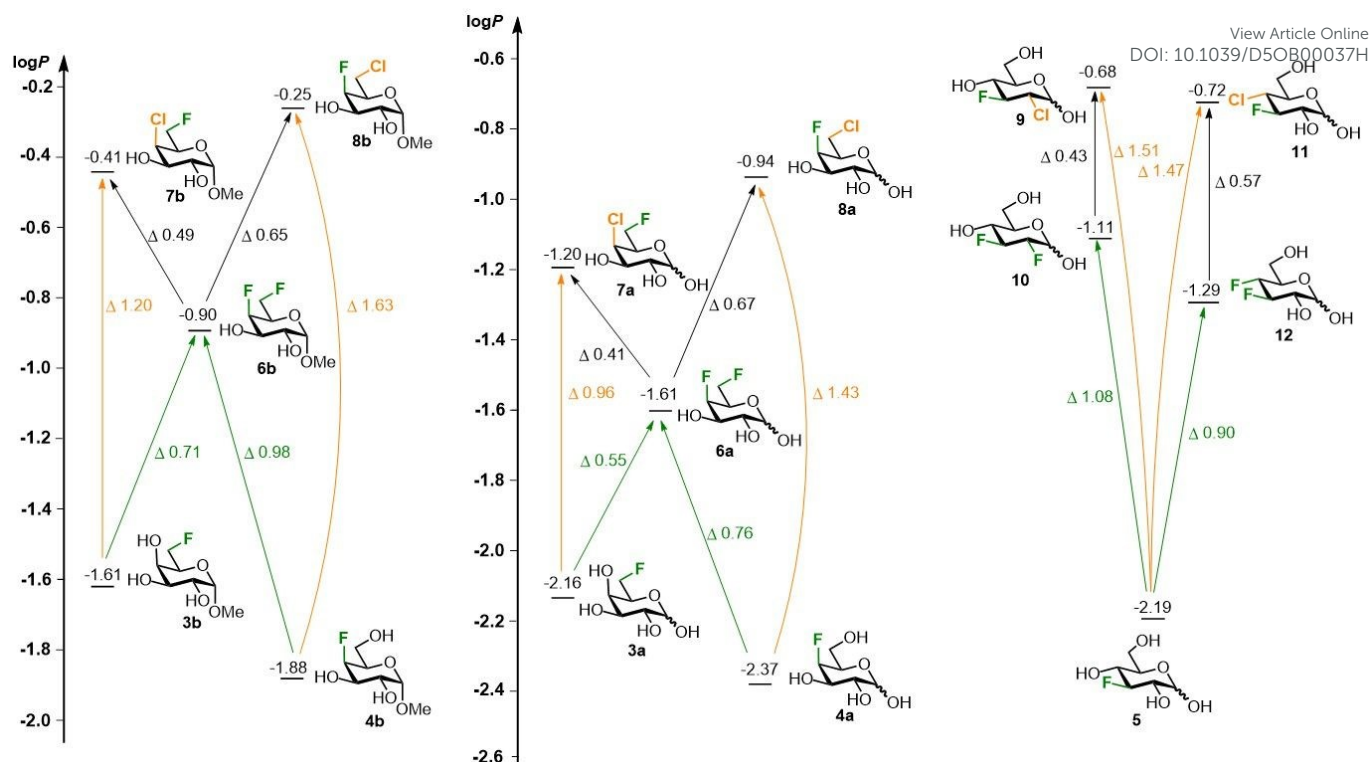 View Article Online
DOI: 10.1039/D5OB00037H
logP
-0.2
-0.4
-0.6
-0.8
-1.0
-1.2
-1.4
-1.6
-1.8
-2.0
F
Cl
-0.25
HO
O
HO
OMe
8b
Cl
F
-0.41
HO
O
HO
OMe
7b
Δ 0.49
Δ 0.65
Δ 1.20
Δ 1.63
-0.90
F
F
HO
O
HO
OMe
6b
Δ 0.71
Δ 0.98
-1.61
HO
F
HO
O
HO
OMe
3b
-1.88
F
OH
HO
O
HO
OMe
4b
logP
-0.6
-0.8
-1.0
-1.2
-1.4
-1.6
-1.8
-2.0
-2.2
-2.4
-2.6
F
Cl
-0.94
HO
O
HO
OH
8a
Cl
F
-1.20
HO
O
HO
OH
7a
Δ 0.67
Δ 0.41
Δ 0.96
Δ 1.43
-1.61
F
F
HO
O
HO
OH
6a
Δ 0.55
Δ 0.76
-2.16
HO
F
HO
O
HO
OH
3a
-2.37
F
OH
HO
O
HO
OH
4a
OH
HO
O
F
Cl
OH
9
-0.68
-0.72
OH
Cl
O
F
HO
OH
11
Δ 0.43
Δ 1.51
Δ 1.47
Δ 0.57
OH
HO
O
F
F
OH
10
-1.11
-1.29
OH
F
O
F
HO
OH
12
Δ 1.08
Δ 0.90
-2.19
OH
HO
O
F
HO
OH
5